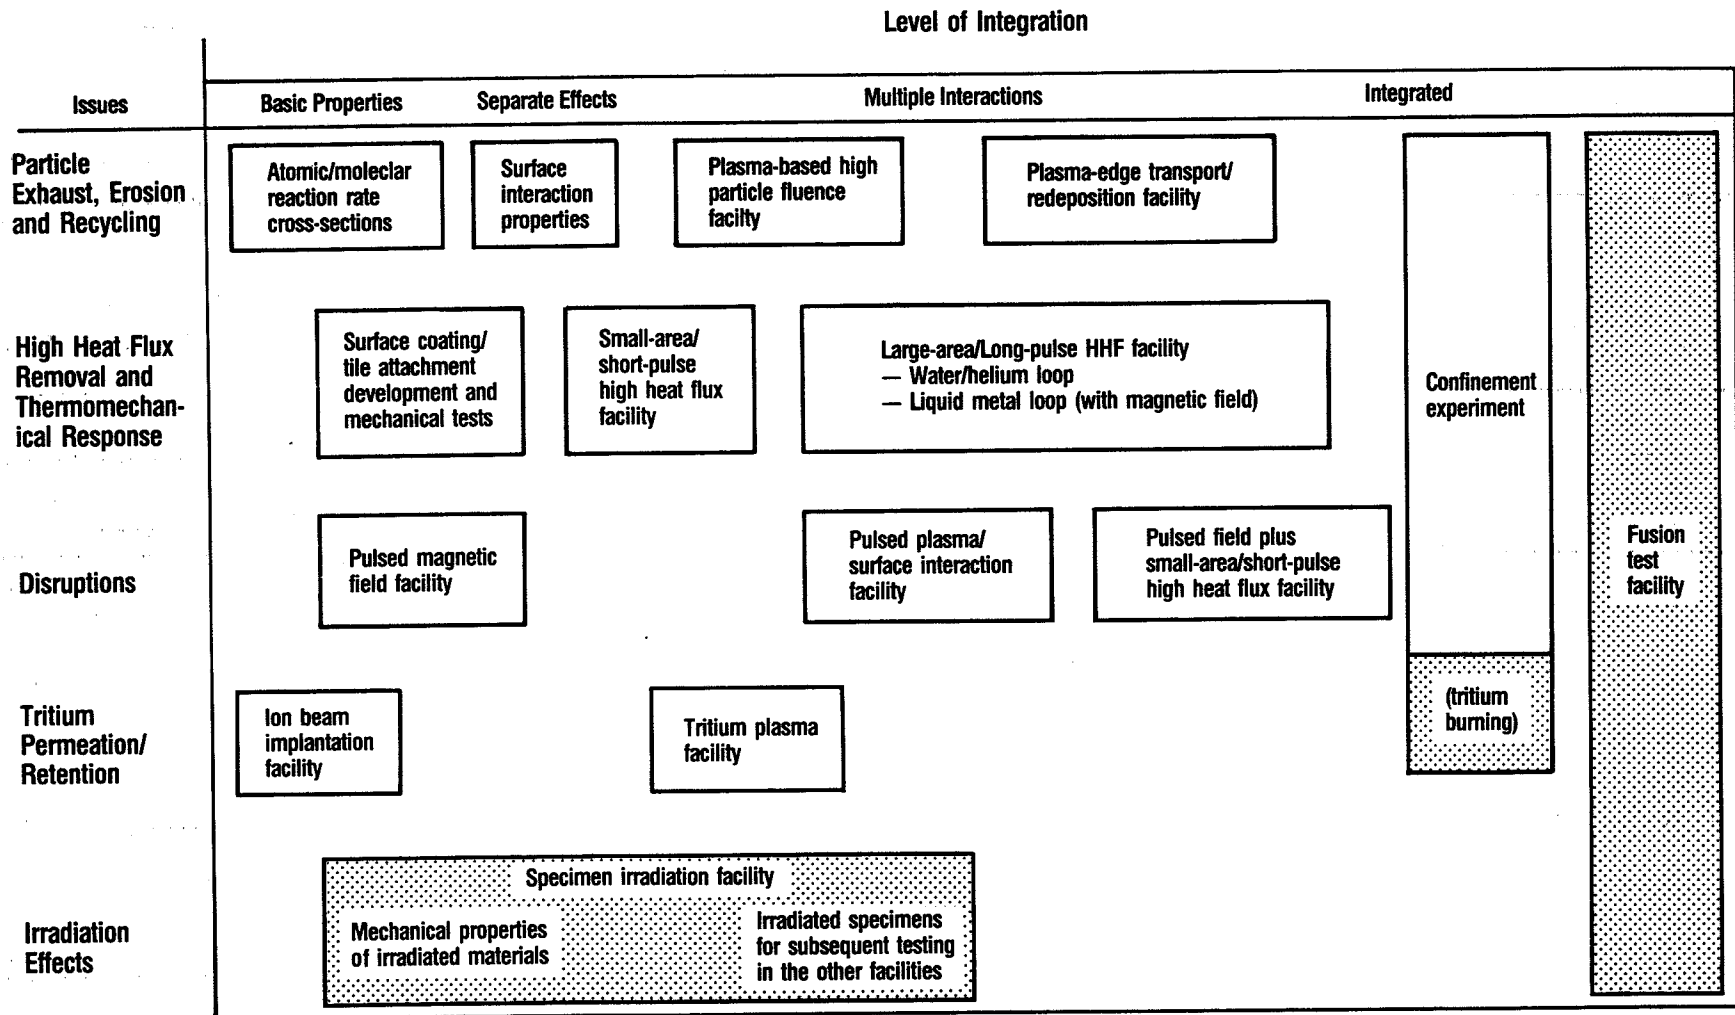 Level of Integration
Issues
Basic Properties
Separate Effects
Multiple Interactions
Integrated
Particle
Exhaust, Erosion
and Recycling
Atomic/moleclar
reaction rate
cross-sections
Surface
interaction
properties
Plasma-based high
particle fluence
facilty
Plasma-edge transport/
redeposition facility
High Heat Flux
Removal and
Thermomechan-
ical Response
Surface coating/
tile attachment
development and
mechanical tests
Small-area/
short-pulse
high heat flux
facility
Large-area/Long-pulse HHF facility
— Water/helium loop
— Liquid metal loop (with magnetic field)
Confinement
experiment
Disruptions
Pulsed magnetic
field facility
Pulsed plasma/
surface interaction
facility
Pulsed field plus
small-area/short-pulse
high heat flux facility
Fusion
test
facility
Tritium
Permeation/
Retention
Ion beam
implantation
facility
Tritium plasma
facility
(tritium
burning)
Irradiation
Effects
Specimen irradiation facility
Mechanical properties
of irradiated materials
Irradiated specimens
for subsequent testing
in the other facilities